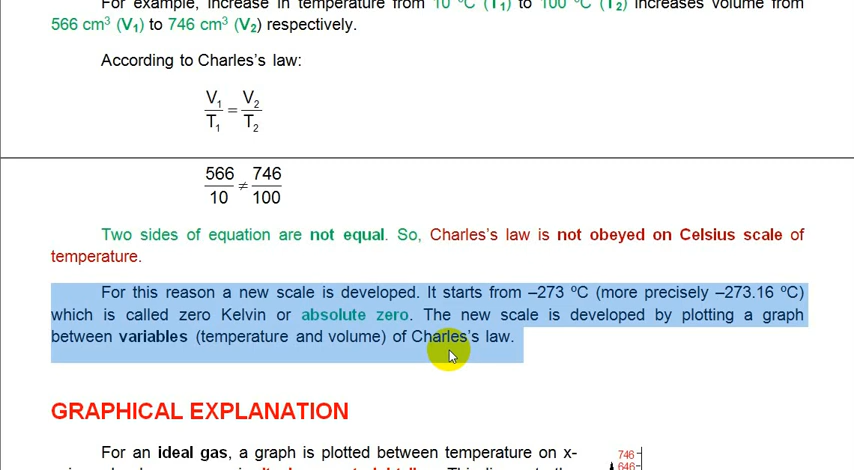 For example, increase in temperature from 10 ºC (T₁) to 100 ºC (T₂) increases volume from
566 cm³ (V₁) to 746 cm³ (V₂) respectively.
According to Charles's law:
V₁/T₁ = V₂/T₂
566/10 ≠ 746/100
Two sides of equation are not equal. So, Charles's law is not obeyed on Celsius scale of
temperature.
For this reason a new scale is developed. It starts from –273 ºC (more precisely –273.16 ºC)
which is called zero Kelvin or absolute zero. The new scale is developed by plotting a graph
between variables (temperature and volume) of Charles's law.
GRAPHICAL EXPLANATION
For an ideal gas, a graph is plotted between temperature on x-
746
646